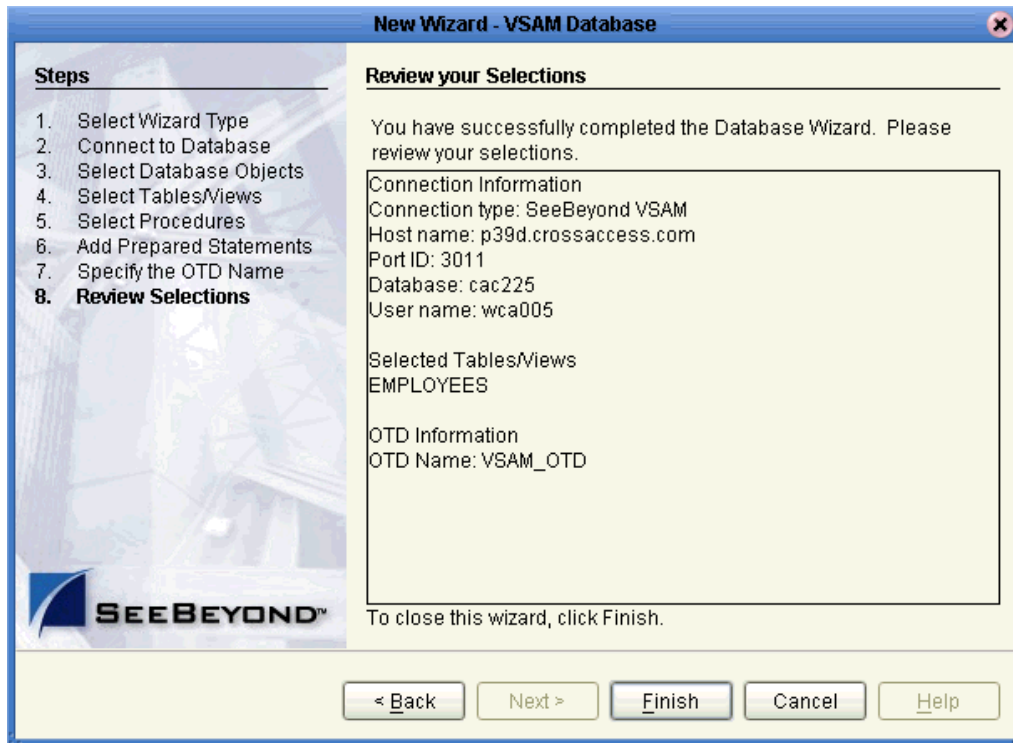 New Wizard - VSAM Database
Steps
1. Select Wizard Type
2. Connect to Database
3. Select Database Objects
4. Select Tables/Views
5. Select Procedures
6. Add Prepared Statements
7. Specify the OTD Name
8. Review Selections
SEEBEYOND™
Review your Selections
You have successfully completed the Database Wizard. Please
review your selections.
Connection Information
Connection type: SeeBeyond VSAM
Host name: p39d.crossaccess.com
Port ID: 3011
Database: cac225
User name: wca005
Selected Tables/Views
EMPLOYEES
OTD Information
OTD Name: VSAM_OTD
To close this wizard, click Finish.
< Back Next > Finish Cancel Help